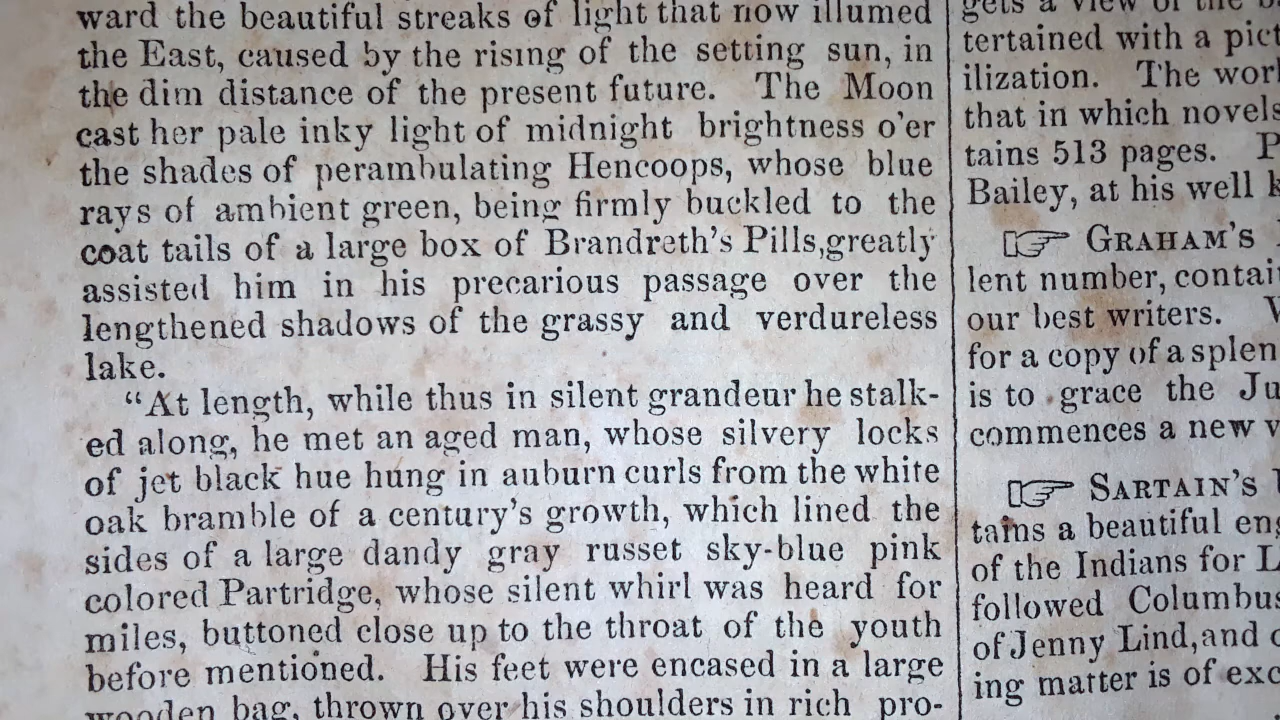 ward the beautiful streaks of light that now illumed
the East, caused by the rising of the setting sun, in
the dim distance of the present future. The Moon
cast her pale inky light of midnight brightness o'er
the shades of perambulating Hencoops, whose blue
rays of ambient green, being firmly buckled to the
coat tails of a large box of Brandreth's Pills,greatly
assisted him in his precarious passage over the
lengthened shadows of the grassy and verdureless
lake.
“At length, while thus in silent grandeur he stalk-
ed along, he met an aged man, whose silvery locks
of jet black hue hung in auburn curls from the white
oak bramble of a century's growth, which lined the
sides of a large dandy gray russet sky-blue pink
colored Partridge, whose silent whirl was heard for
miles, buttoned close up to the throat of the youth
before mentioned. His feet were encased in a large
wooden bag, thrown over his shoulders in rich pro-
gets a view of the
tertained with a pict
ilization. The worl
that in which novels
tains 513 pages. P
Bailey, at his well k
☞ GRAHAM'S
lent number, contai
our best writers.
for a copy of a splen
is to grace the Ju
commences a new v
☞ SARTAIN'S
tains a beautiful eng
of the Indians for L
followed Columbus
of Jenny Lind,and
ing matter is of exc